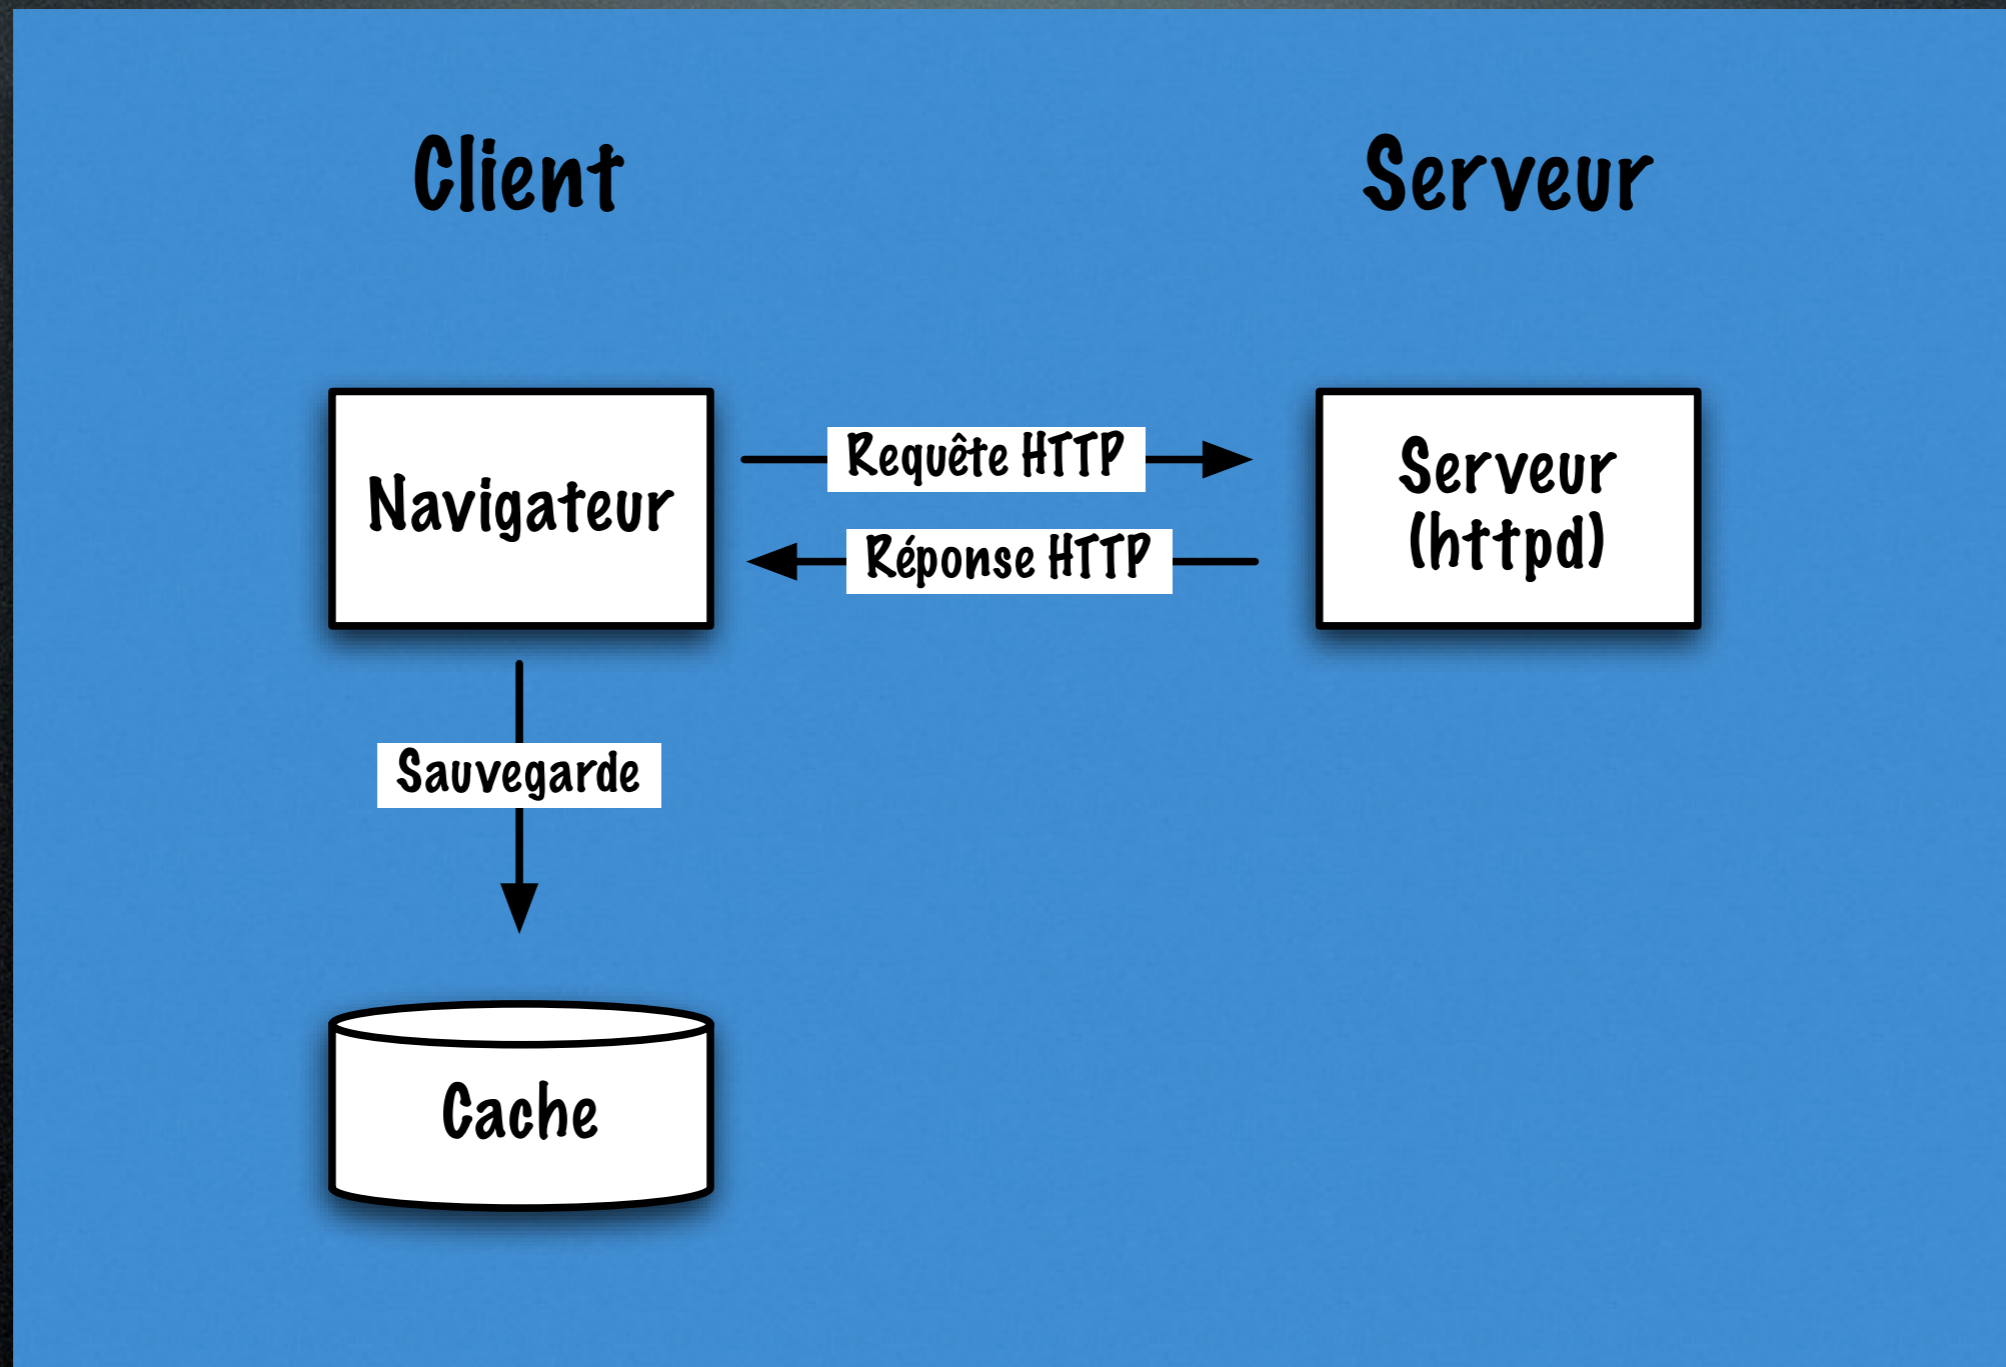 Client
Serveur
Navigateur
Requête HTTP
Réponse HTTP
Serveur
(httpd)
Sauvegarde
Cache